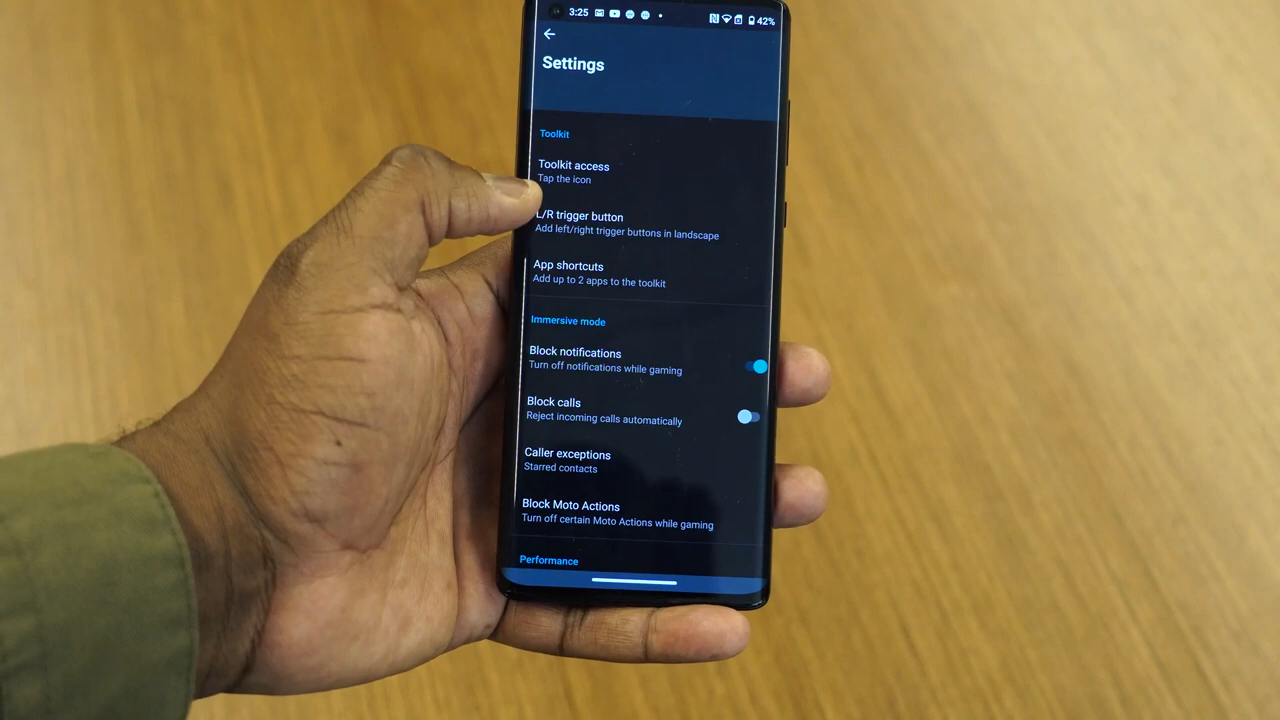 3:25
42%
Settings
Toolkit
Toolkit access
Tap the icon
L/R trigger button
Add left/right trigger buttons in landscape
App shortcuts
Add up to 2 apps to the toolkit
Immersive mode
Block notifications
Turn off notifications while gaming
Block calls
Reject incoming calls automatically
Caller exceptions
Starred contacts
Block Moto Actions
Turn off certain Moto Actions while gaming
Performance